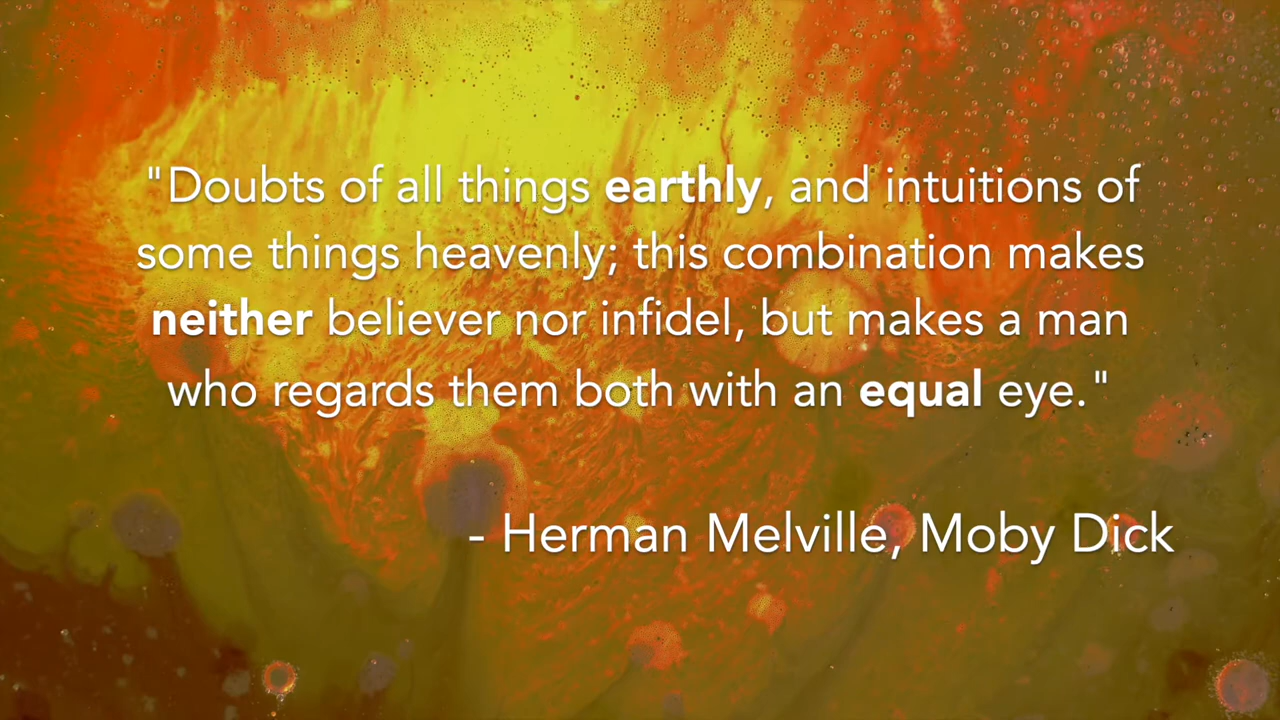 "Doubts of all things earthly, and intuitions of
some things heavenly; this combination makes
neither believer nor infidel, but makes a man
who regards them both with an equal eye."
- Herman Melville, Moby Dick